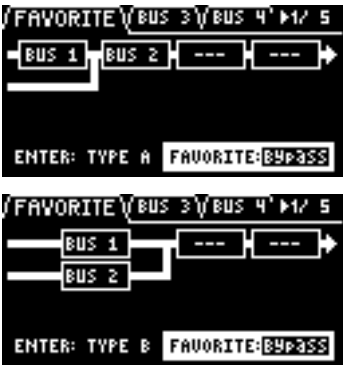 FAVORITE BUS 3 BUS 4 ▶1/ 5
BUS 1 BUS 2 --- ---
ENTER: TYPE A FAVORITE:Bypass
FAVORITE BUS 3 BUS 4 ▶1/ 5
BUS 1 --- ---
BUS 2
ENTER: TYPE B FAVORITE:Bypass